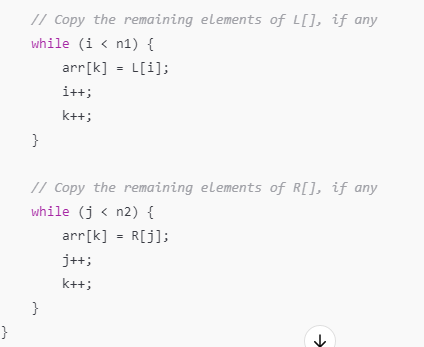 // Copy the remaining elements of L[], if any
while (i < n1) {
arr[k] = L[i];
i++;
k++;
}
// Copy the remaining elements of R[], if any
while (j < n2) {
arr[k] = R[j];
j++;
k++;
}
}